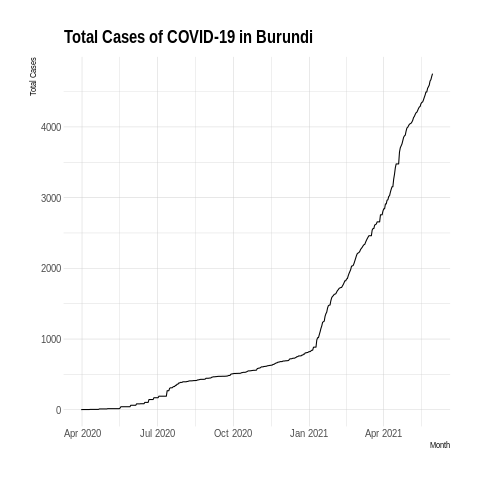 Total Cases of COVID-19 in Burundi
Total Cases
4000
3000
2000
1000
0
Apr 2020 Jul 2020 Oct 2020 Jan 2021 Apr 2021
Month